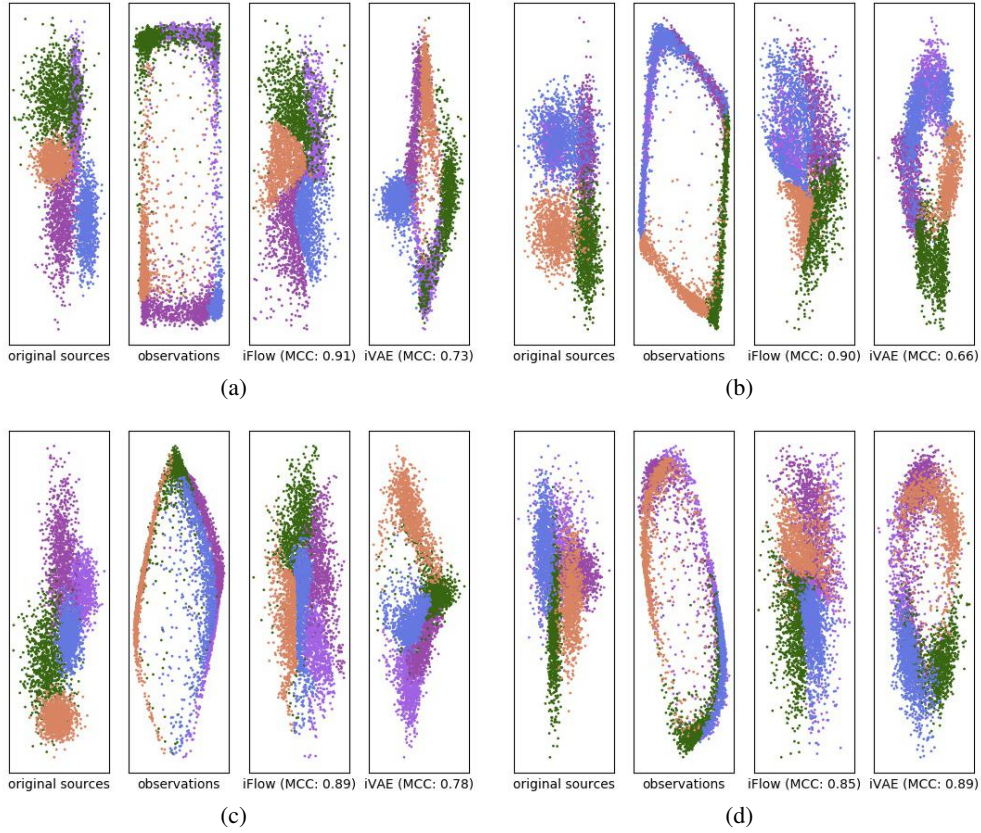 original sources observations iFlow (MCC: 0.91) iVAE (MCC: 0.73)
(a)
original sources observations iFlow (MCC: 0.90) iVAE (MCC: 0.66)
(b)
original sources observations iFlow (MCC: 0.89) iVAE (MCC: 0.78)
(c)
original sources observations iFlow (MCC: 0.85) iVAE (MCC: 0.89)
(d)